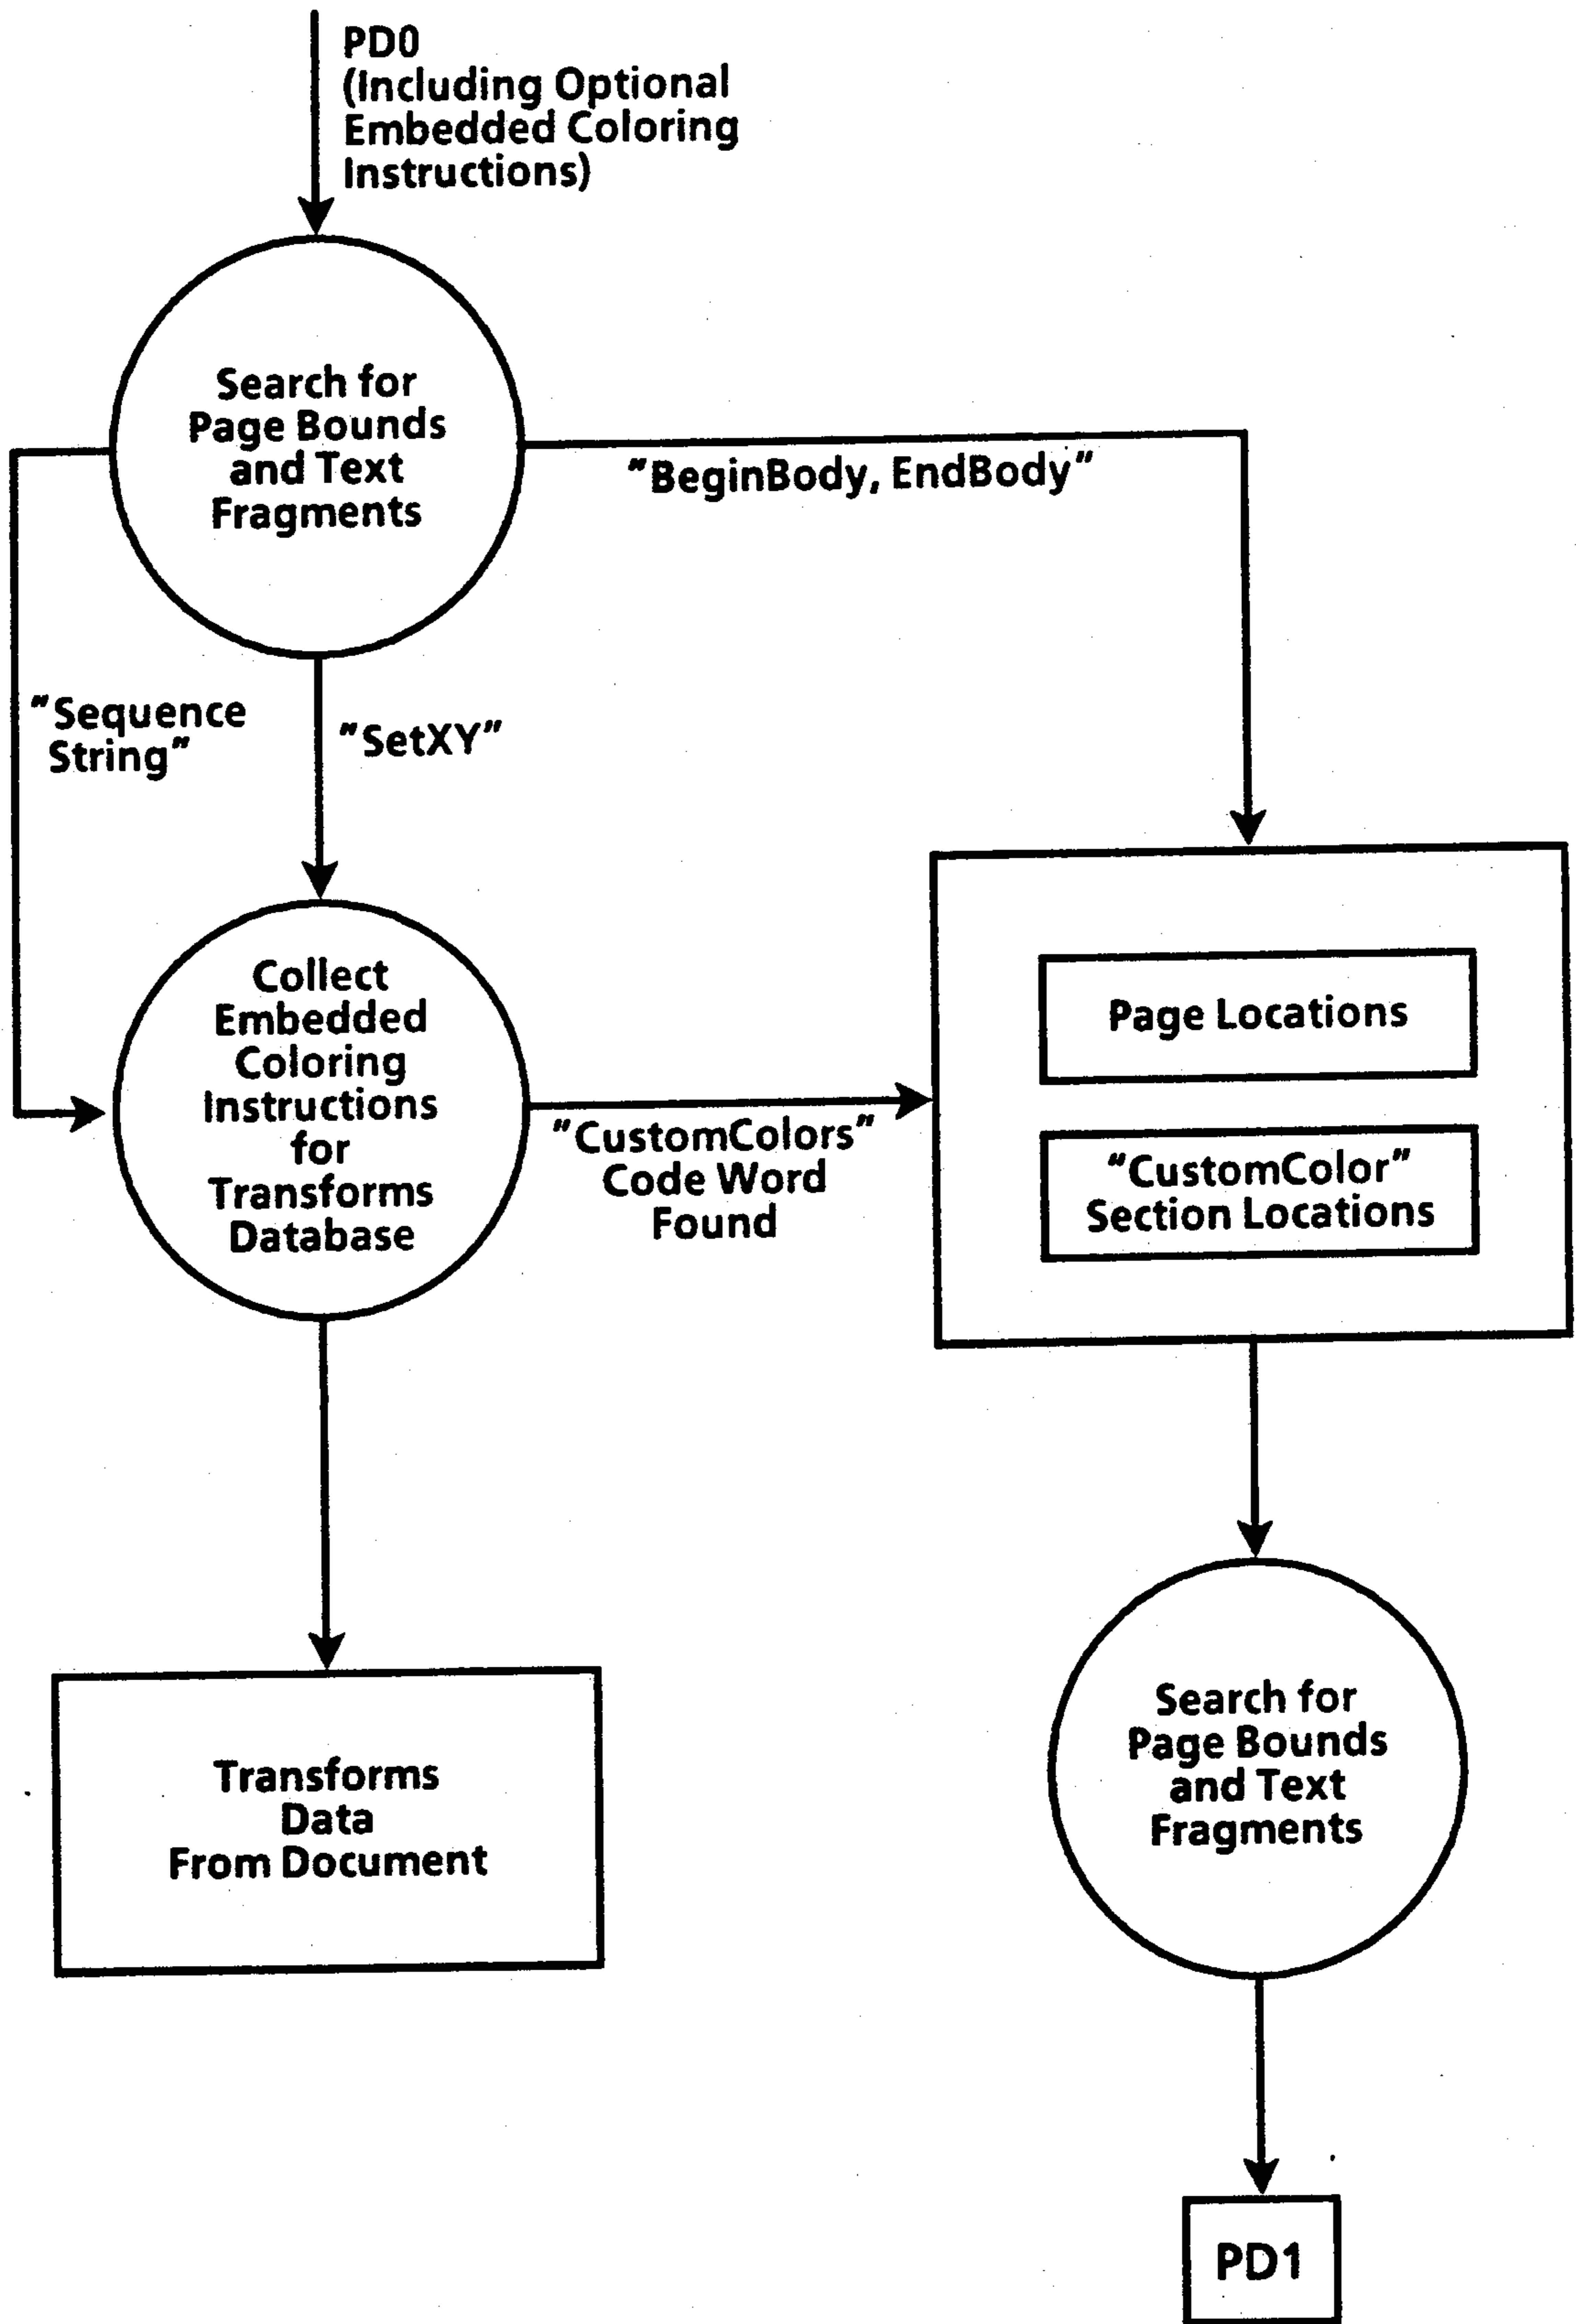 PD0
(Including Optional
Embedded Coloring
Instructions)
Search for
Page Bounds
and Text
Fragments
"BeginBody, EndBody"
"Sequence
String"
"SetXY"
Collect
Embedded
Coloring
Instructions
for
Transforms
Database
"CustomColors"
Code Word
Found
Page Locations
"CustomColor"
Section Locations
Transforms
Data
From Document
Search for
Page Bounds
and Text
Fragments
PD1